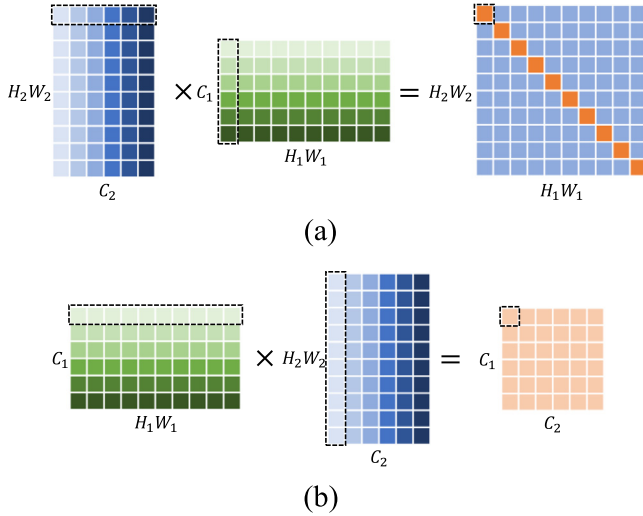 H₂W₂ × C₁ = H₂W₂
C₂ H₁W₁ H₁W₁
(a)
C₁ × H₂W₂ = C₁
H₁W₁ C₂ C₂
(b)